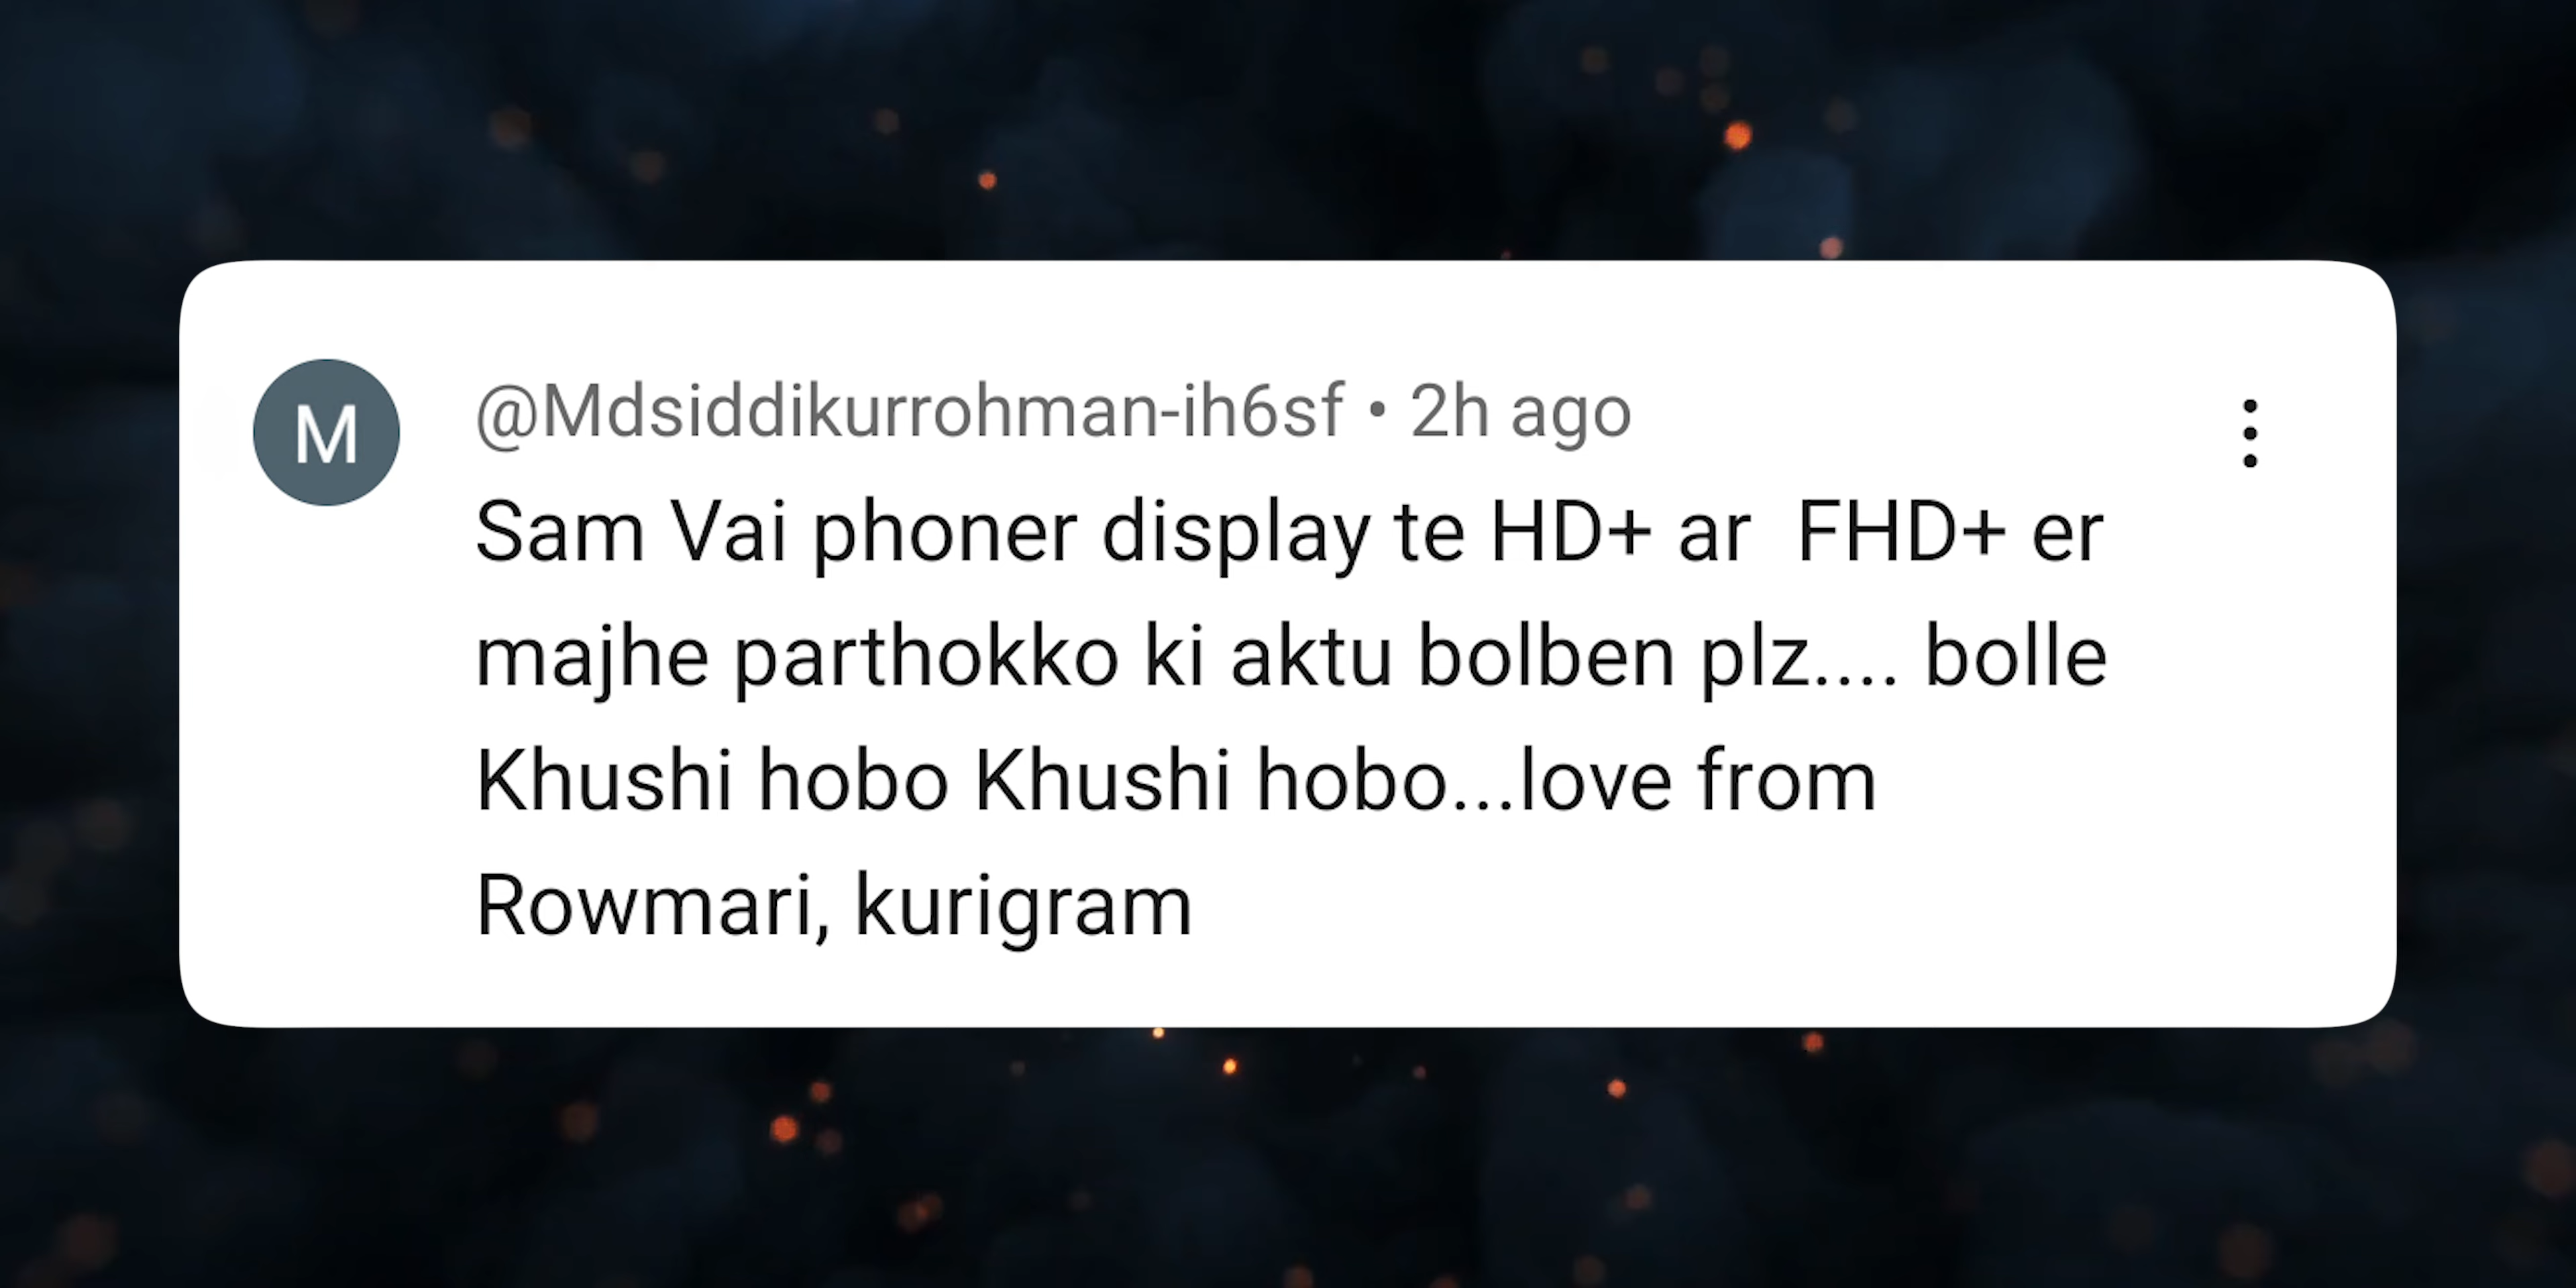 M
@Mdsiddikurrohman-ih6sf • 2h ago
Sam Vai phoner display te HD+ ar  FHD+ er
majhe parthokko ki aktu bolben plz.... bolle
Khushi hobo Khushi hobo...love from
Rowmari, kurigram